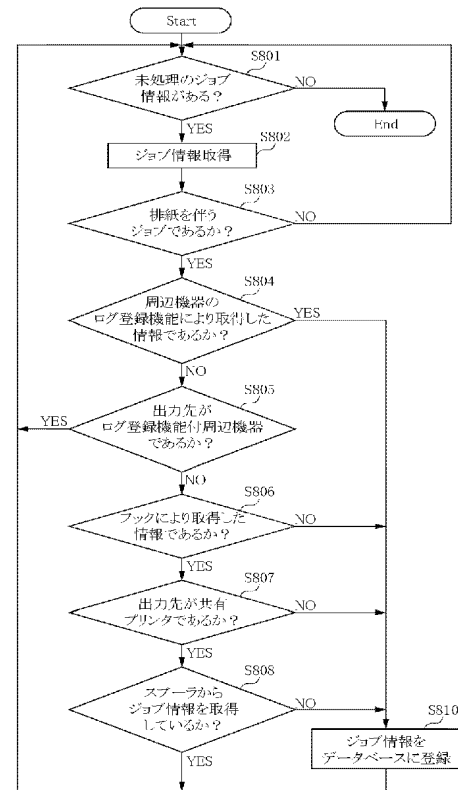 Start
S801
未処理のジョブ
情報がある？
NO
End
YES
S802
ジョブ情報取得
S803
排紙を伴う
ジョブであるか？
NO
YES
S804
周辺機器の
ログ登録機能により取得した
情報であるか？
YES
NO
S805
YES
出力先が
ログ登録機能付周辺機器
であるか？
NO
S806
フックにより取得した
情報であるか？
NO
YES
S807
出力先が共有
プリンタであるか？
NO
YES
S808
スプーラから
ジョブ情報を取得
しているか？
NO
S810
ジョブ情報を
データベースに登録
YES